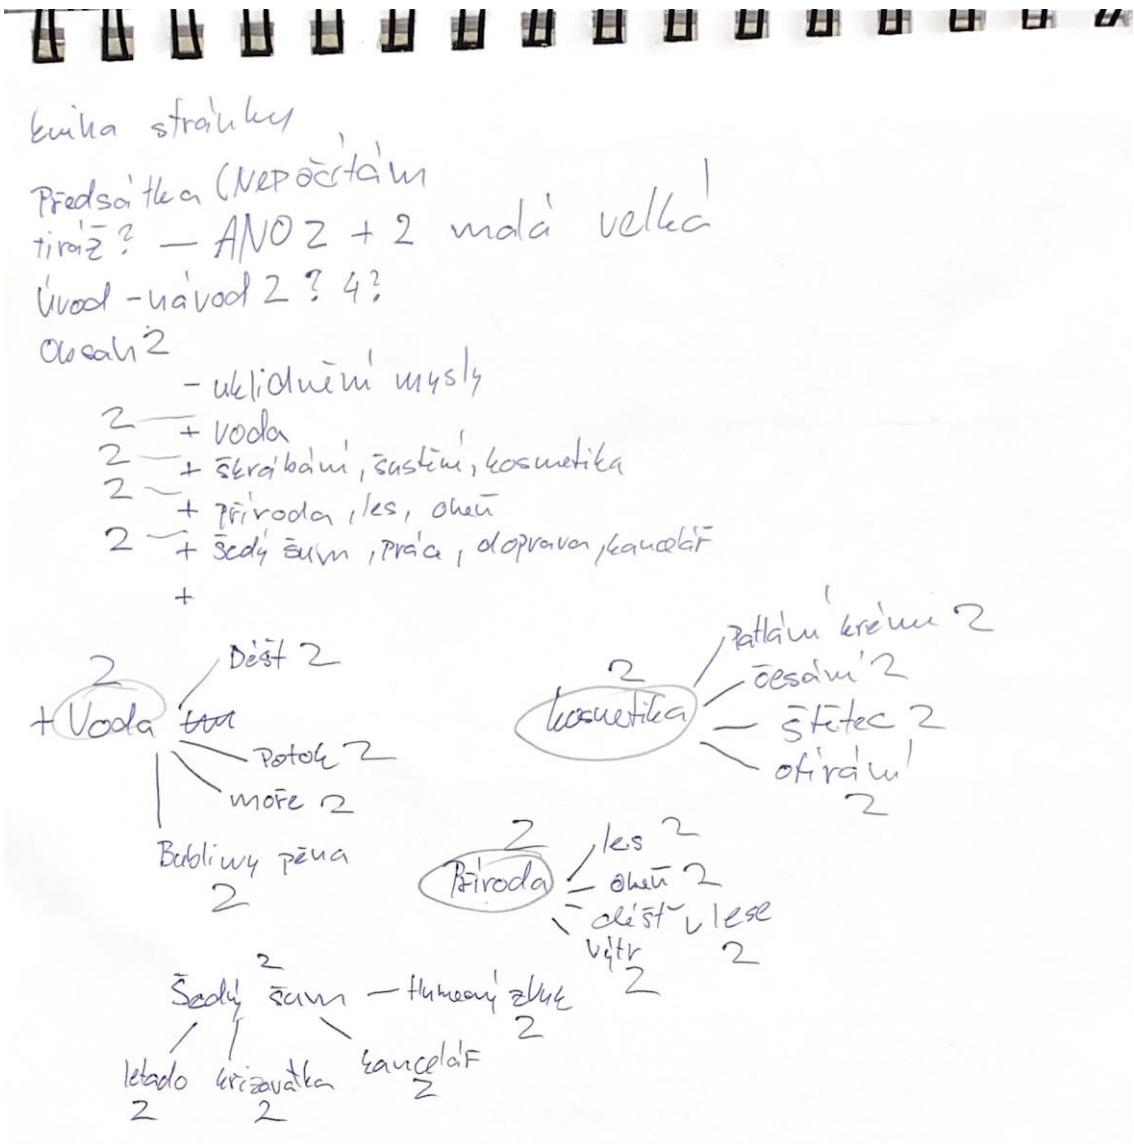 kniha stránky
Předsátka (Nepočítám
tiráž? — ANO 2 + 2 malá velká
Úvod - návod 2? 4?
Obsah 2
- uklidnění mysly
2 — + voda
2 — + škrábání, šustění, kosmetika
2 — + příroda, les, oheň
2 — + šedý šum, práce, doprava, kancelář
+
2
+ Voda
Déšť 2
Potok 2
moře 2
Bubliny pěna
2
2
kosmetika
Patlání krému 2
česání 2
štětec 2
otírání
2
2
Příroda
les 2
oheň 2
déšť v lese
2
vítr
2
2
Šedý šum — tlumený zvuk
2
letadlo
2
křižovatka
2
kancelář
2